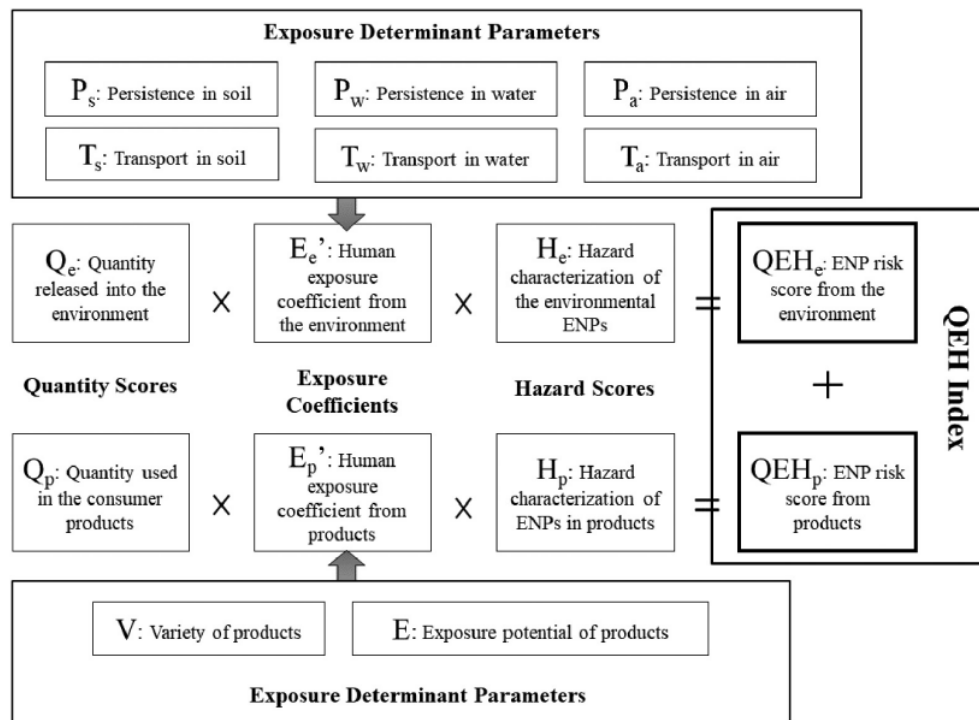 Exposure Determinant Parameters
Pₛ: Persistence in soil
P_w: Persistence in water
Pₐ: Persistence in air
Tₛ: Transport in soil
T_w: Transport in water
Tₐ: Transport in air
Qₑ: Quantity
released into the
environment
×
Eₑ’: Human
exposure
coefficient from
the environment
×
Hₑ: Hazard
characterization of
the environmental
ENPs
=
QEHₑ: ENP risk
score from the
environment
Quantity Scores
Exposure
Coefficients
Hazard Scores
+
QEH Index
Qₚ: Quantity used
in the consumer
products
×
Eₚ’: Human
exposure
coefficient from
products
×
Hₚ: Hazard
characterization of
ENPs in products
=
QEHₚ: ENP risk
score from
products
V: Variety of products
E: Exposure potential of products
Exposure Determinant Parameters